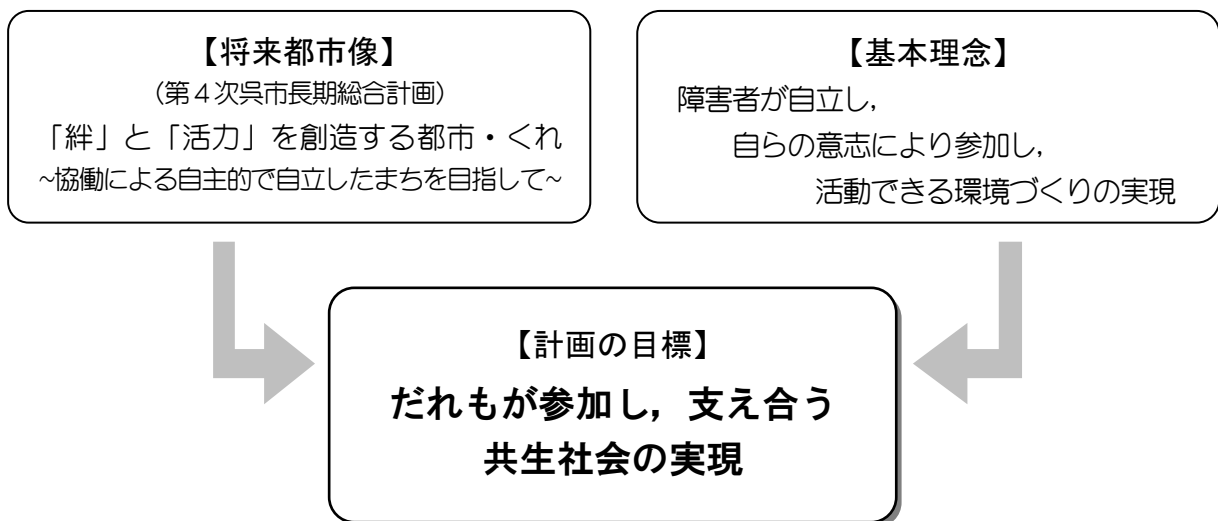 【将来都市像】
（第４次呉市長期総合計画）
「絆」と「活力」を創造する都市・くれ
~協働による自主的で自立したまちを目指して~
【基本理念】
障害者が自立し，
自らの意志により参加し，
活動できる環境づくりの実現
【計画の目標】
だれもが参加し，支え合う
共生社会の実現